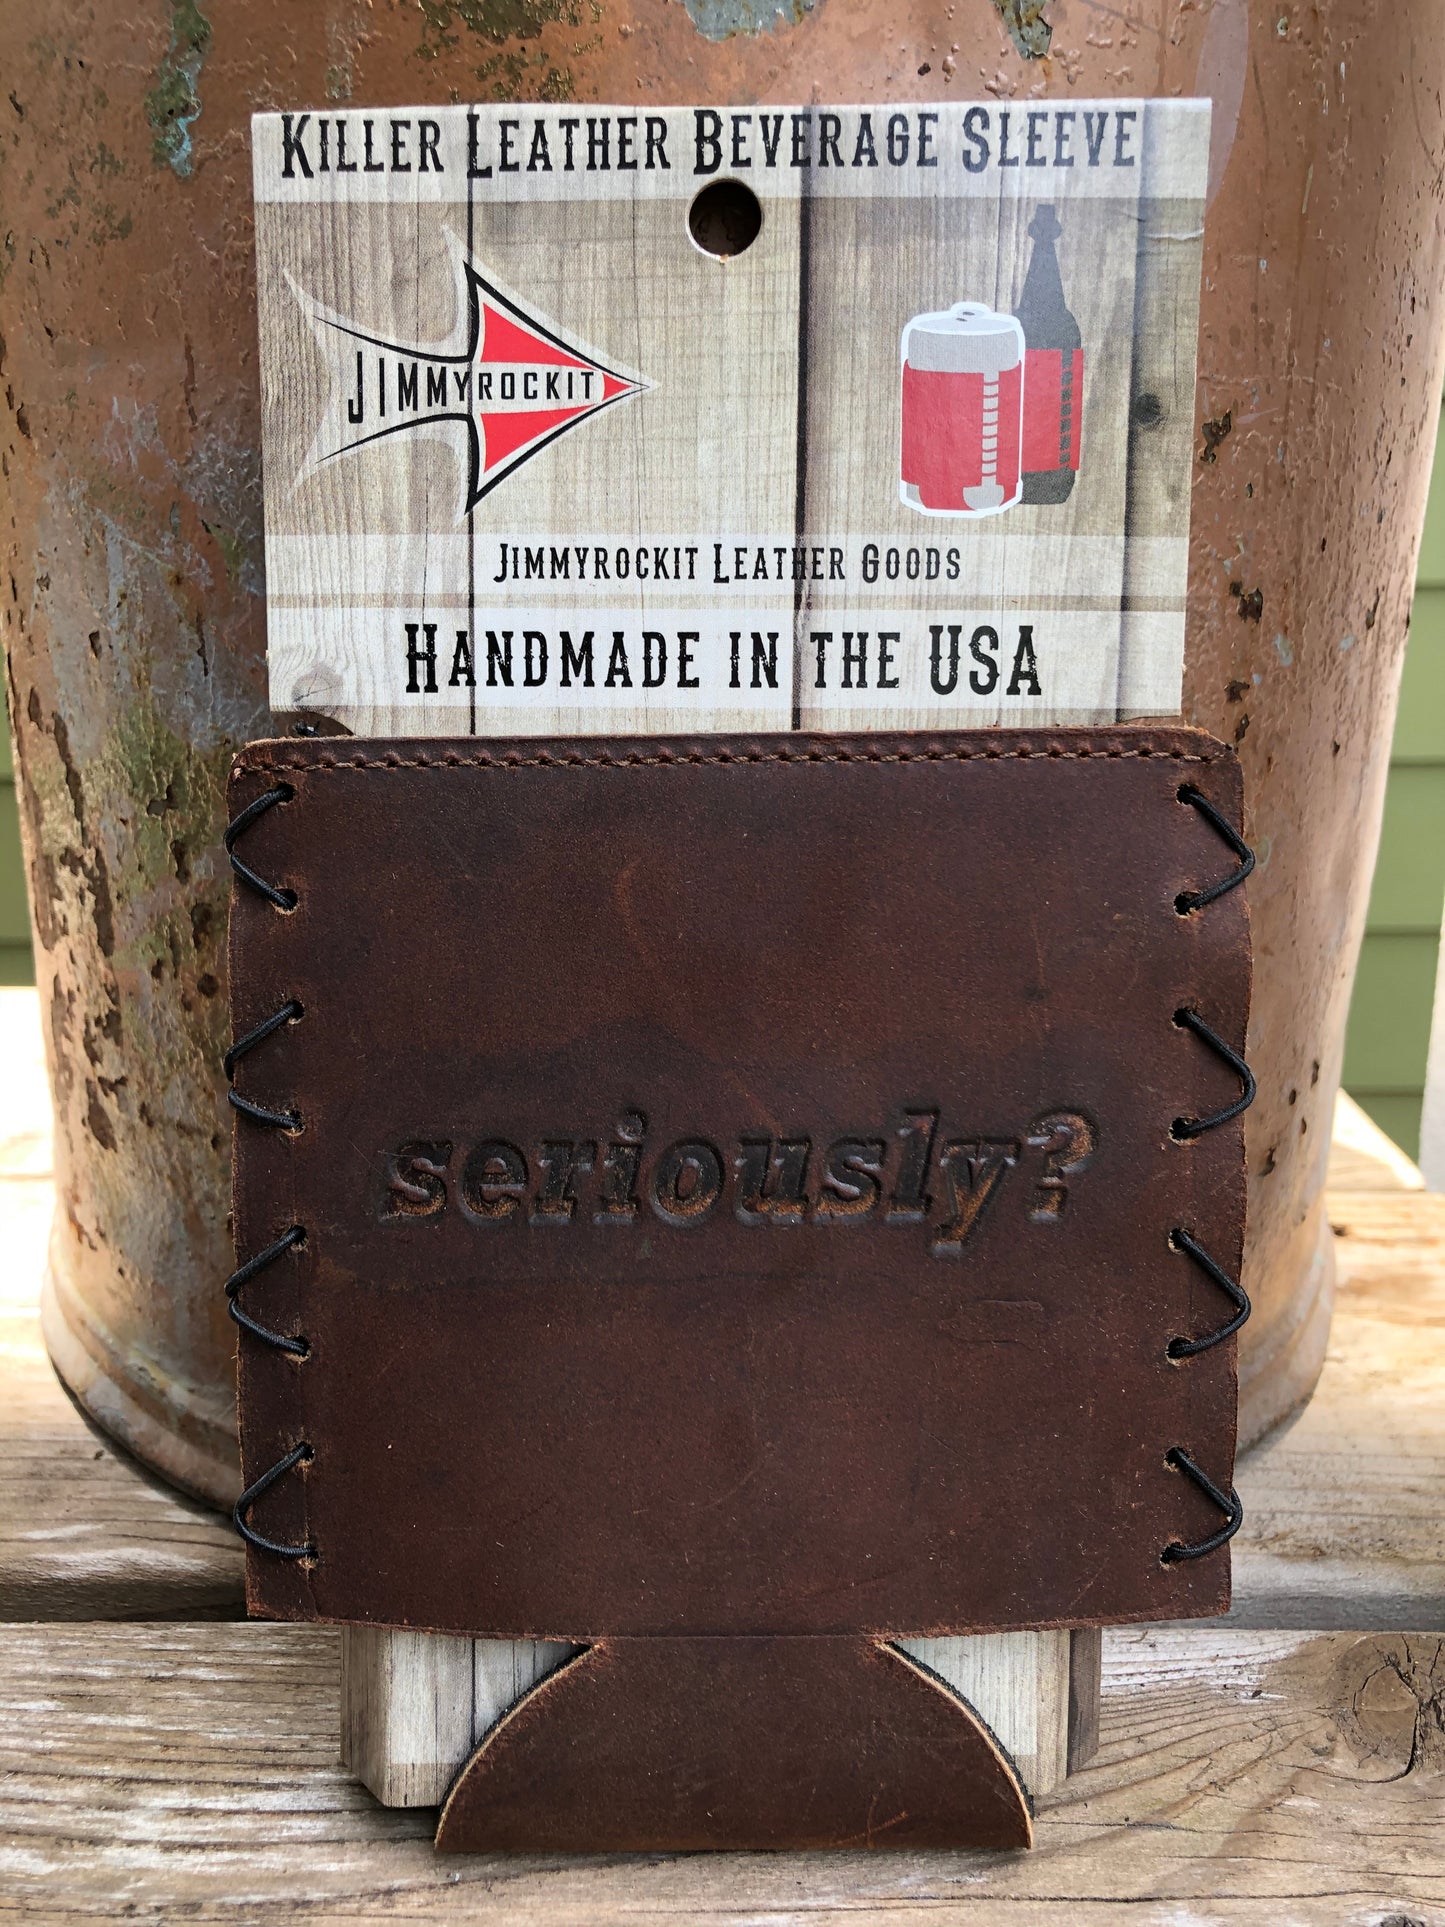 KILLER LEATHER BEVERAGE SLEEVE
JIMMYROCKIT
JIMMYROCKIT LEATHER GOODS
HANDMADE IN THE USA
seriously?